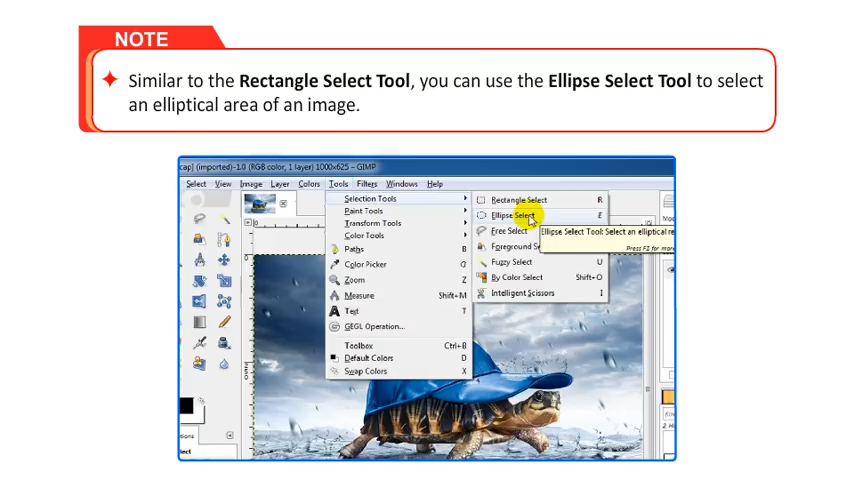 NOTE
Similar to the Rectangle Select Tool, you can use the Ellipse Select Tool to select
an elliptical area of an image.
cap] (imported)-1.0 (RGB color, 1 layer) 1000x625 – GIMP
Select View Image Layer Colors Tools Filters Windows Help
Selection Tools
Paint Tools
Transform Tools
Color Tools
Paths B
Color Picker O
Zoom Z
Measure Shift+M
Text T
GEGL Operation...
Toolbox Ctrl+B
Default Colors D
Swap Colors X
Rectangle Select R
Ellipse Select E
Free Select
Foreground Se
Fuzzy Select U
By Color Select Shift+O
Intelligent Scissors I
Ellipse Select Tool: Select an elliptical re
Press F1 for more